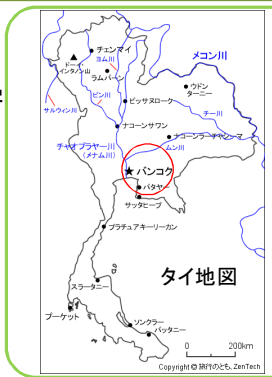 チェンマイ
ヨム川
メコン川
ドーイ
インタノン山
ラムパーン
ウドン
ターニー
ピン川
サルウィン川
ピッサヌローク
チー川
ナコーンサワン
ナコーンラーチャシーマ
チャオプラヤー川
(メナム川)
ムン川
バンコク
パタヤー
サッタヒープ
プラチュアキーリーカン
タイ地図
スラーターニー
プーケット
ソンクラー
パッターニー
0 200km
Copyright @ 旅行のとも、ZenTech